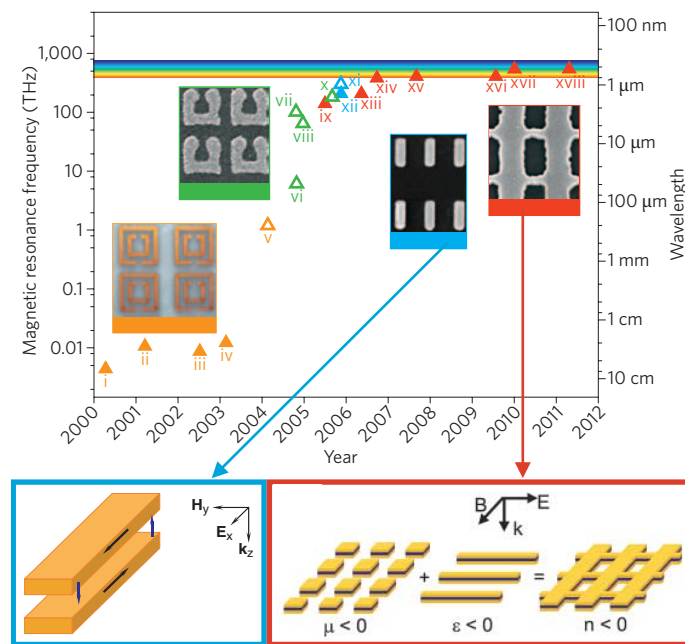 Magnetic resonance frequency (THz)
1,000
100
10
1
0.1
0.01
100 nm
1 μm
10 μm
100 μm
1 mm
1 cm
10 cm
Wavelength
i
ii
iii
iv
v
vi
vii
viii
ix
x
xi
xii
xiii
xiv
xv
xvi
xvii
xviii
2000
2001
2002
2003
2004
2005
2006
2007
2008
2009
2010
2011
2012
Year
Hy
Ex
kz
B
E
k
+
=
μ < 0
ε < 0
n < 0